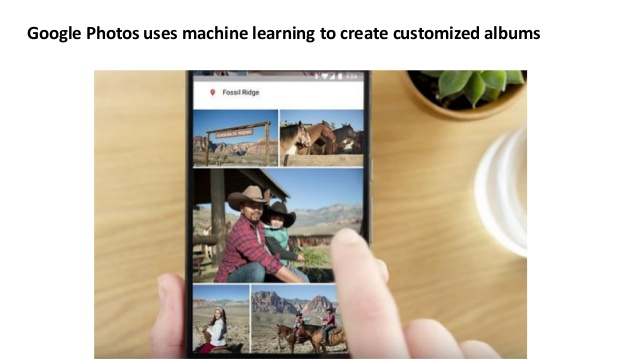 Google Photos uses machine learning to create customized albums
Fossil Ridge